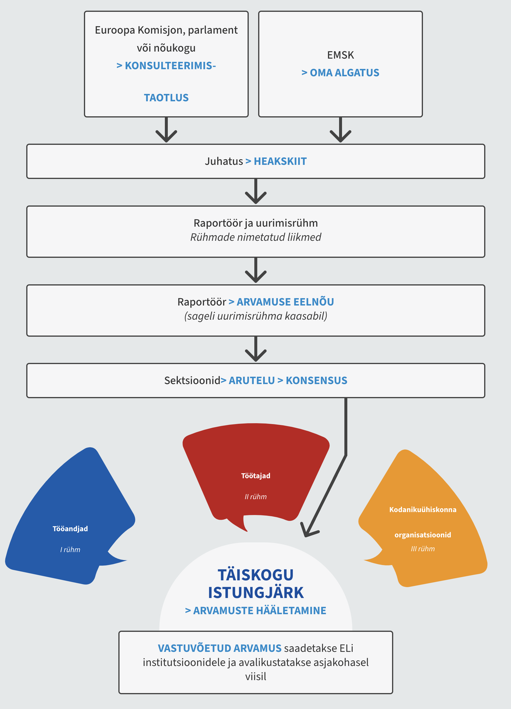 Euroopa Komisjon, parlament
või nõukogu
> KONSULTEERIMIS-
TAOTLUS
EMSK
> OMA ALGATUS
Juhatus > HEAKSKIIT
Raportöör ja uurimisrühm
Rühmade nimetatud liikmed
Raportöör > ARVAMUSE EELNÕU
(sageli uurimisrühma kaasabil)
Sektsioonid> ARUTELU > KONSENSUS
Tööandjad
I rühm
Töötajad
II rühm
Kodanikuühiskonna
organisatsioonid
III rühm
TÄISKOGU
ISTUNGJÄRK
> ARVAMUSTE HÄÄLETAMINE
VASTUVÕETUD ARVAMUS saadetakse ELi
institutsioonidele ja avalikustatakse asjakohasel
viisil